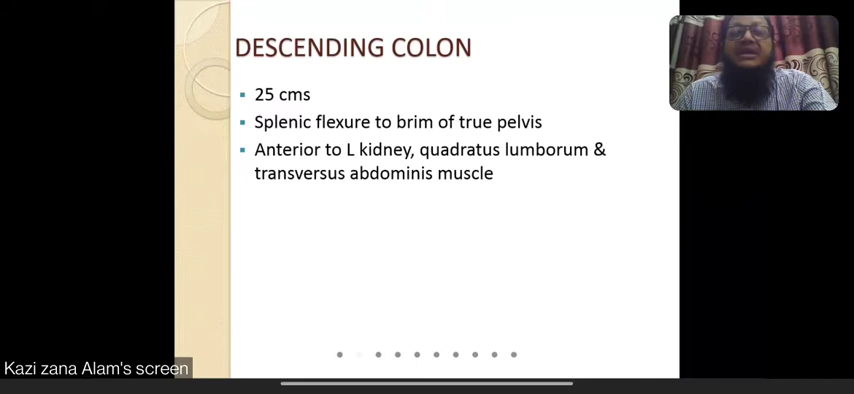 DESCENDING COLON
25 cms
Splenic flexure to brim of true pelvis
Anterior to L kidney, quadratus lumborum &
transversus abdominis muscle
Kazi zana Alam's screen